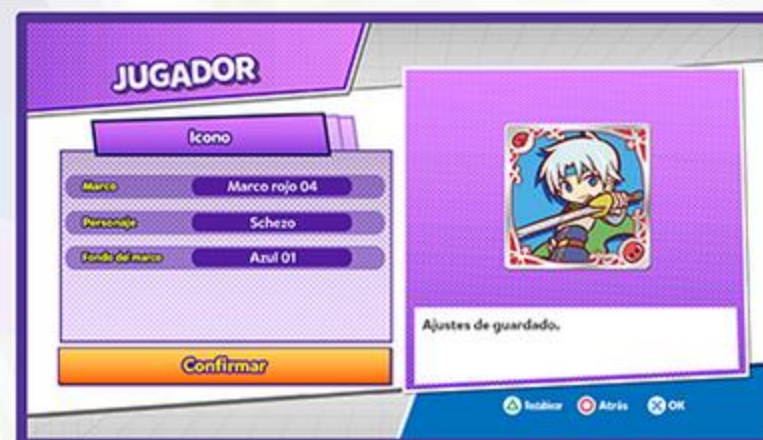 JUGADOR
Icono
Marco Marco rojo 04
Personaje Schezo
Fondo del marco Azul 01
Confirmar
Ajustes de guardado.
Restablecer Atrás OK